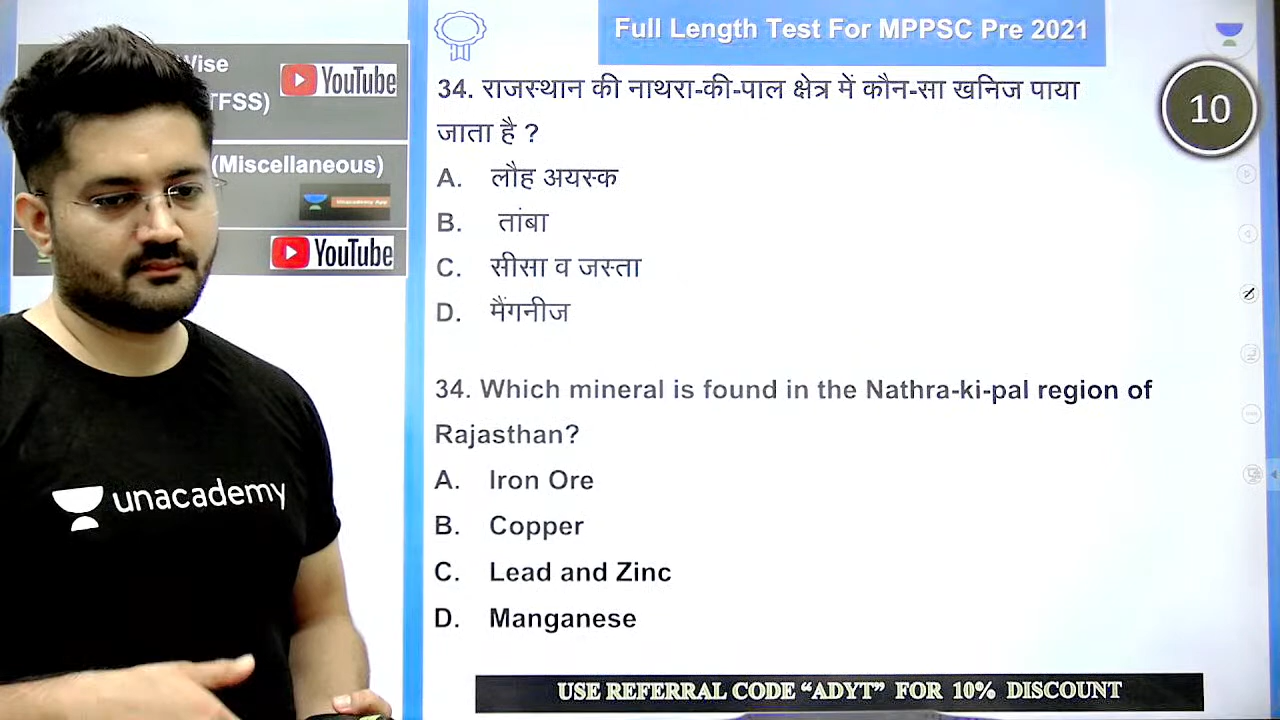 Full Length Test For MPPSC Pre 2021
Wise
YouTube
TFSS)
(Miscellaneous)
Unacademy App
YouTube
10
34. राजस्थान की नाथरा-की-पाल क्षेत्र में कौन-सा खनिज पाया
जाता है ?
A. लौह अयस्क
B. तांबा
C. सीसा व जस्ता
D. मैंगनीज
34. Which mineral is found in the Nathra-ki-pal region of
Rajasthan?
A. Iron Ore
B. Copper
C. Lead and Zinc
D. Manganese
unacademy
USE REFERRAL CODE “ADYT” FOR 10% DISCOUNT